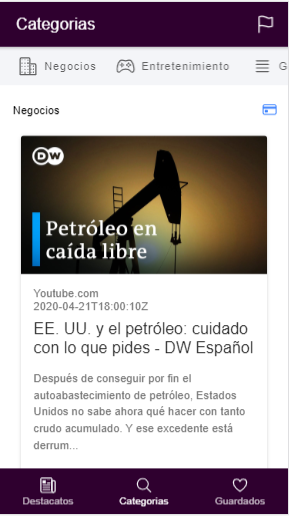 Categorias
Negocios Entretenimiento G
Negocios
DW
Petróleo en
caída libre
Youtube.com
2020-04-21T18:00:10Z
EE. UU. y el petróleo: cuidado
con lo que pides - DW Español
Después de conseguir por fin el
autoabastecimiento de petróleo, Estados
Unidos no sabe ahora qué hacer con tanto
crudo acumulado. Y ese excedente está
derrum...
Destacatos Categorias Guardados